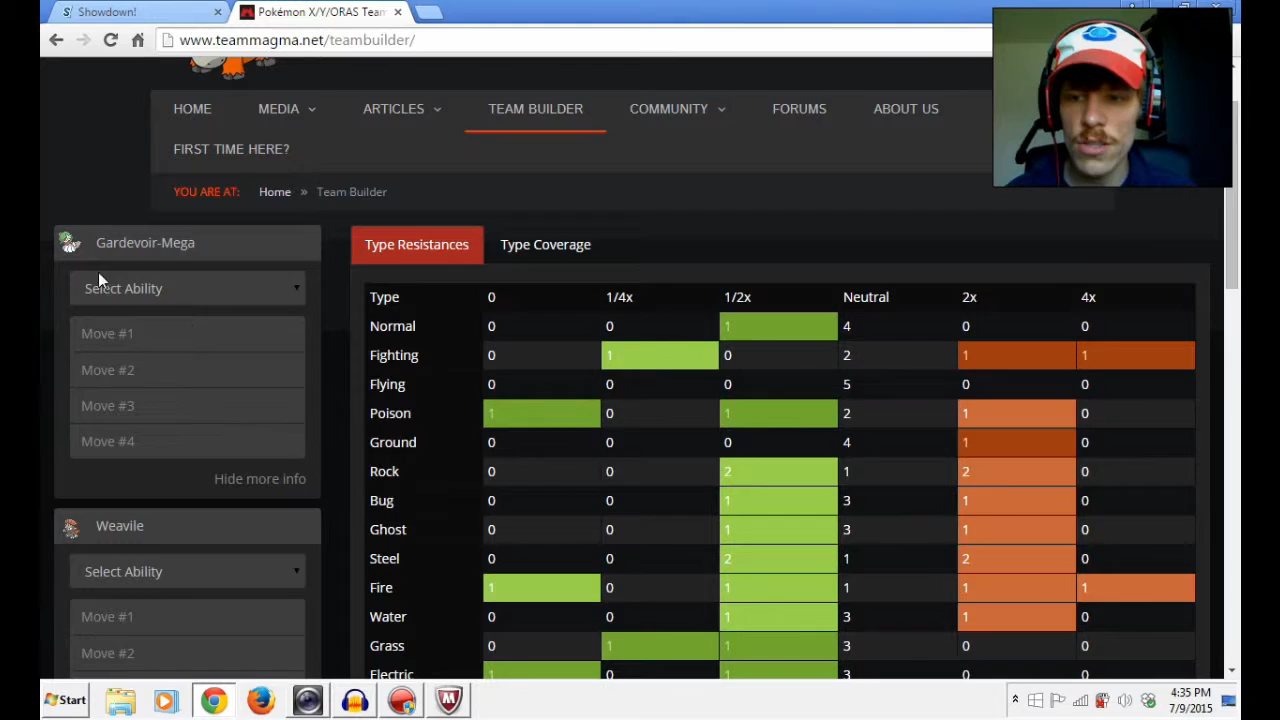 Showdown!
Pokémon X/Y/ORAS Team
www.teammagma.net/teambuilder/
HOME
MEDIA
ARTICLES
TEAM BUILDER
COMMUNITY
FORUMS
ABOUT US
FIRST TIME HERE?
YOU ARE AT: Home » Team Builder
Gardevoir-Mega
Select Ability
Move #1
Move #2
Move #3
Move #4
Hide more info
Weavile
Select Ability
Move #1
Move #2
Type Resistances
Type Coverage
Type 0 1/4x 1/2x Neutral 2x 4x
Normal 0 0 1 4 0 0
Fighting 0 1 0 2 1 1
Flying 0 0 0 5 0 0
Poison 1 0 1 2 1 0
Ground 0 0 0 4 1 0
Rock 0 0 2 1 2 0
Bug 0 0 1 3 1 0
Ghost 0 0 1 3 1 0
Steel 0 0 2 1 2 0
Fire 1 0 1 1 1 1
Water 0 0 1 3 1 0
Grass 0 1 1 3 0 0
Electric 1 0 1 3 0 0
Start
4:35 PM
7/9/2015